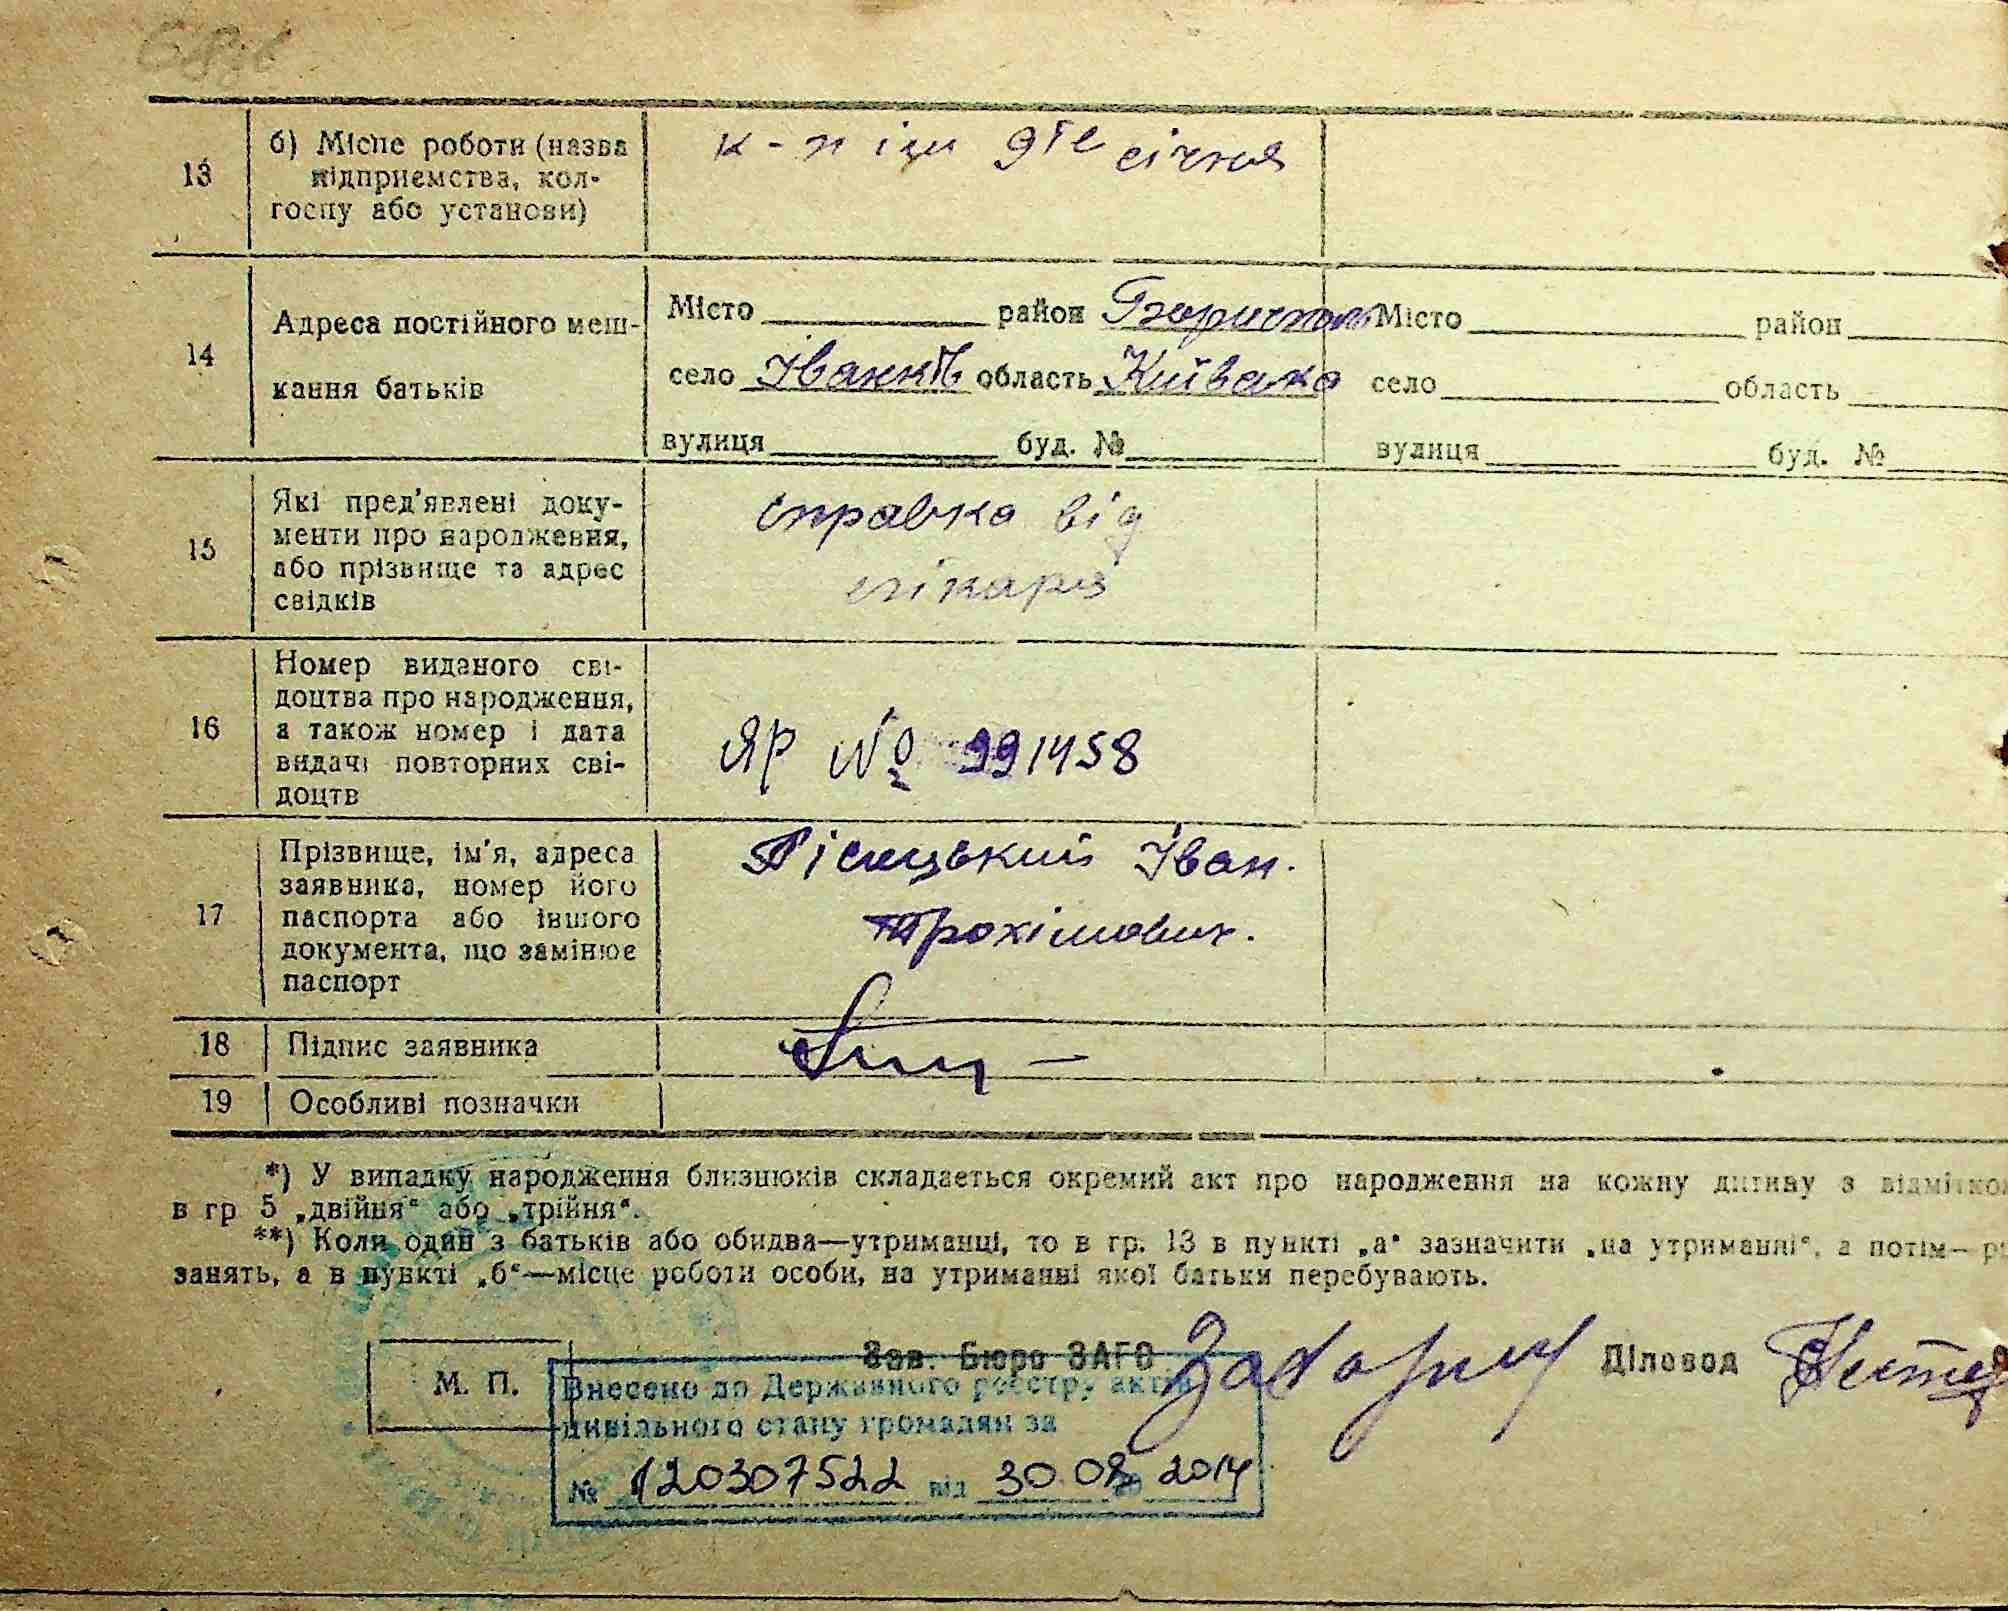 13
б) Місце роботи (назва
підприємства, кол-
госпу або установи)
к-п ім 9те січня
14
Адреса постійного меш-
кання батьків
Місто район Бориспол
село Іванків область Київська
вулиця буд. №
Місто район
село область
вулиця буд. №
15
Які пред'явлені доку-
менти про народження,
або прізвище та адрес
свідків
справка від
лікаря
16
Номер виданого сві-
доцтва про народження,
а також номер і дата
видачі повторних сві-
доцтв
ЯР № 991458
17
Прізвище, ім'я, адреса
заявника, номер його
паспорта або іншого
документа, що замінює
паспорт
Лісецький Іван.
Трохімович.
18
Підпис заявника
19
Особливі позначки
*) У випадку народження близнюків складається окремий акт про народження на кожну дитину з відмітко
в гр 5 „двійня“ або „трійня“.
**) Коли один з батьків або обидва—утриманці, то в гр. 13 в пункті „а“ зазначити „на утриманні“, а потім—р
занять, а в пункті „б“—місце роботи особи, на утриманні якої батьки перебувають.
М. П.
Зав. Бюро ЗАГС
Діловод
Внесено до Державного реєстру актів
цивільного стану громадян за
№ 120307522 від 30.08 2014